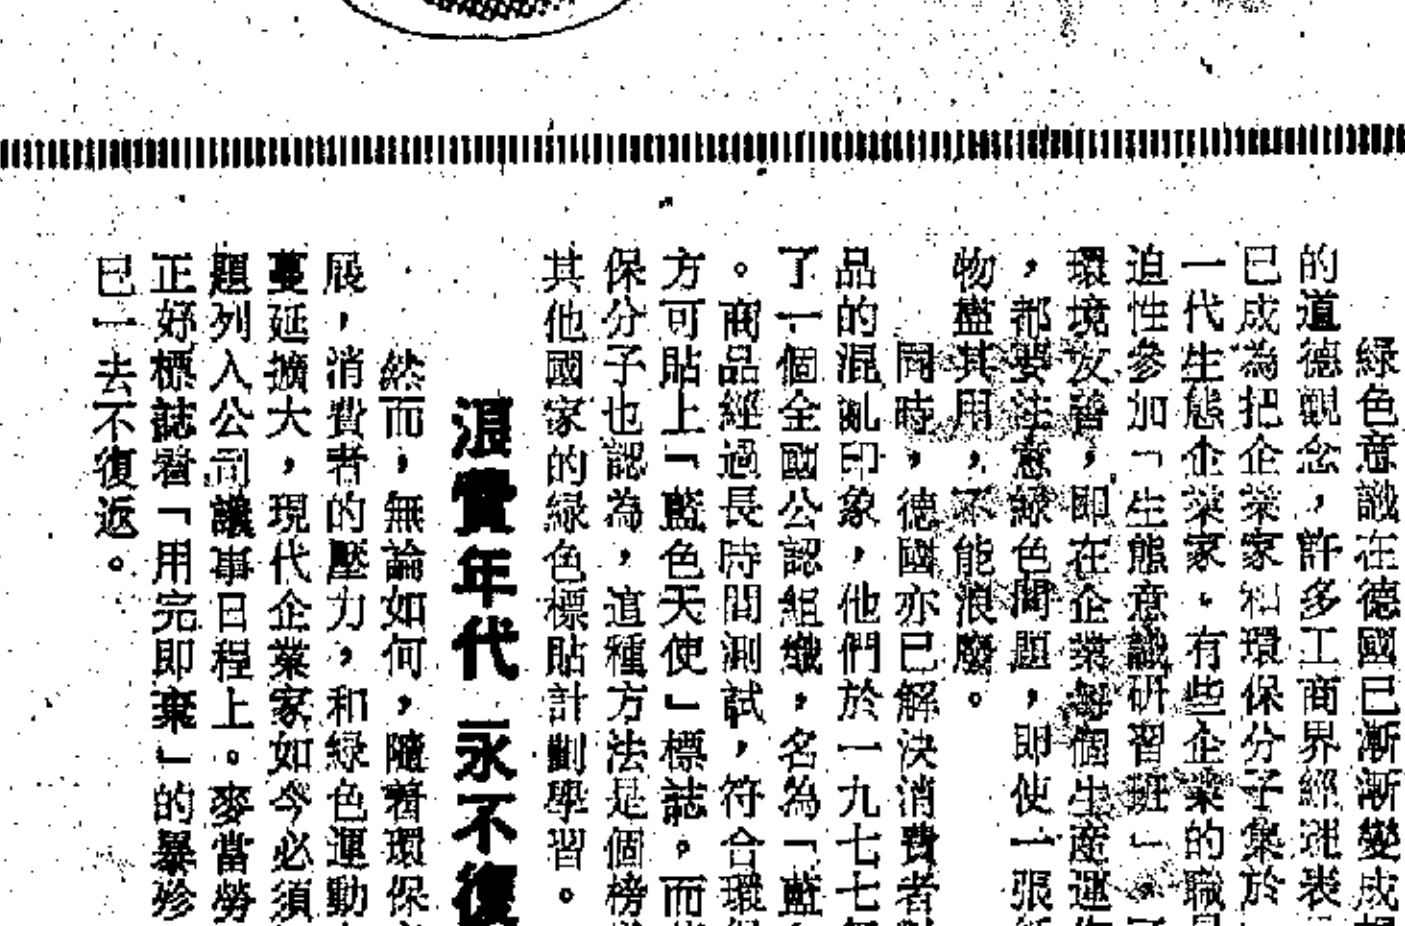 綠色意識在德國已漸漸變成
的道德觀念，許多工商界經理表
已成為把企業家和環保分子集於
一代生態企業家。有些企業的職
迫性參加「生態意識研習班」
環境友善，即在企業每個生產運
，都要注意綠色問題，即使一張
物盡其用，不能浪廢。
同時，德國亦已解決消費者
品的混亂印象，他們於一九七七
了一個全國公認組織，名為「藍
。商品經過長時間測試，符合環
方可貼上「藍色天使」標誌。而
保分子也認為，這種方法是個榜
其他國家的綠色標貼計劃學習。
浪費年代 永不復
然而，無論如何，隨著環保
展，消費者的壓力，和綠色運動
蔓延擴大，現代企業家如今必須
題列入公司議事日程上。麥當勞
正好標誌着「用完即棄」的暴殄
已一去不復返。